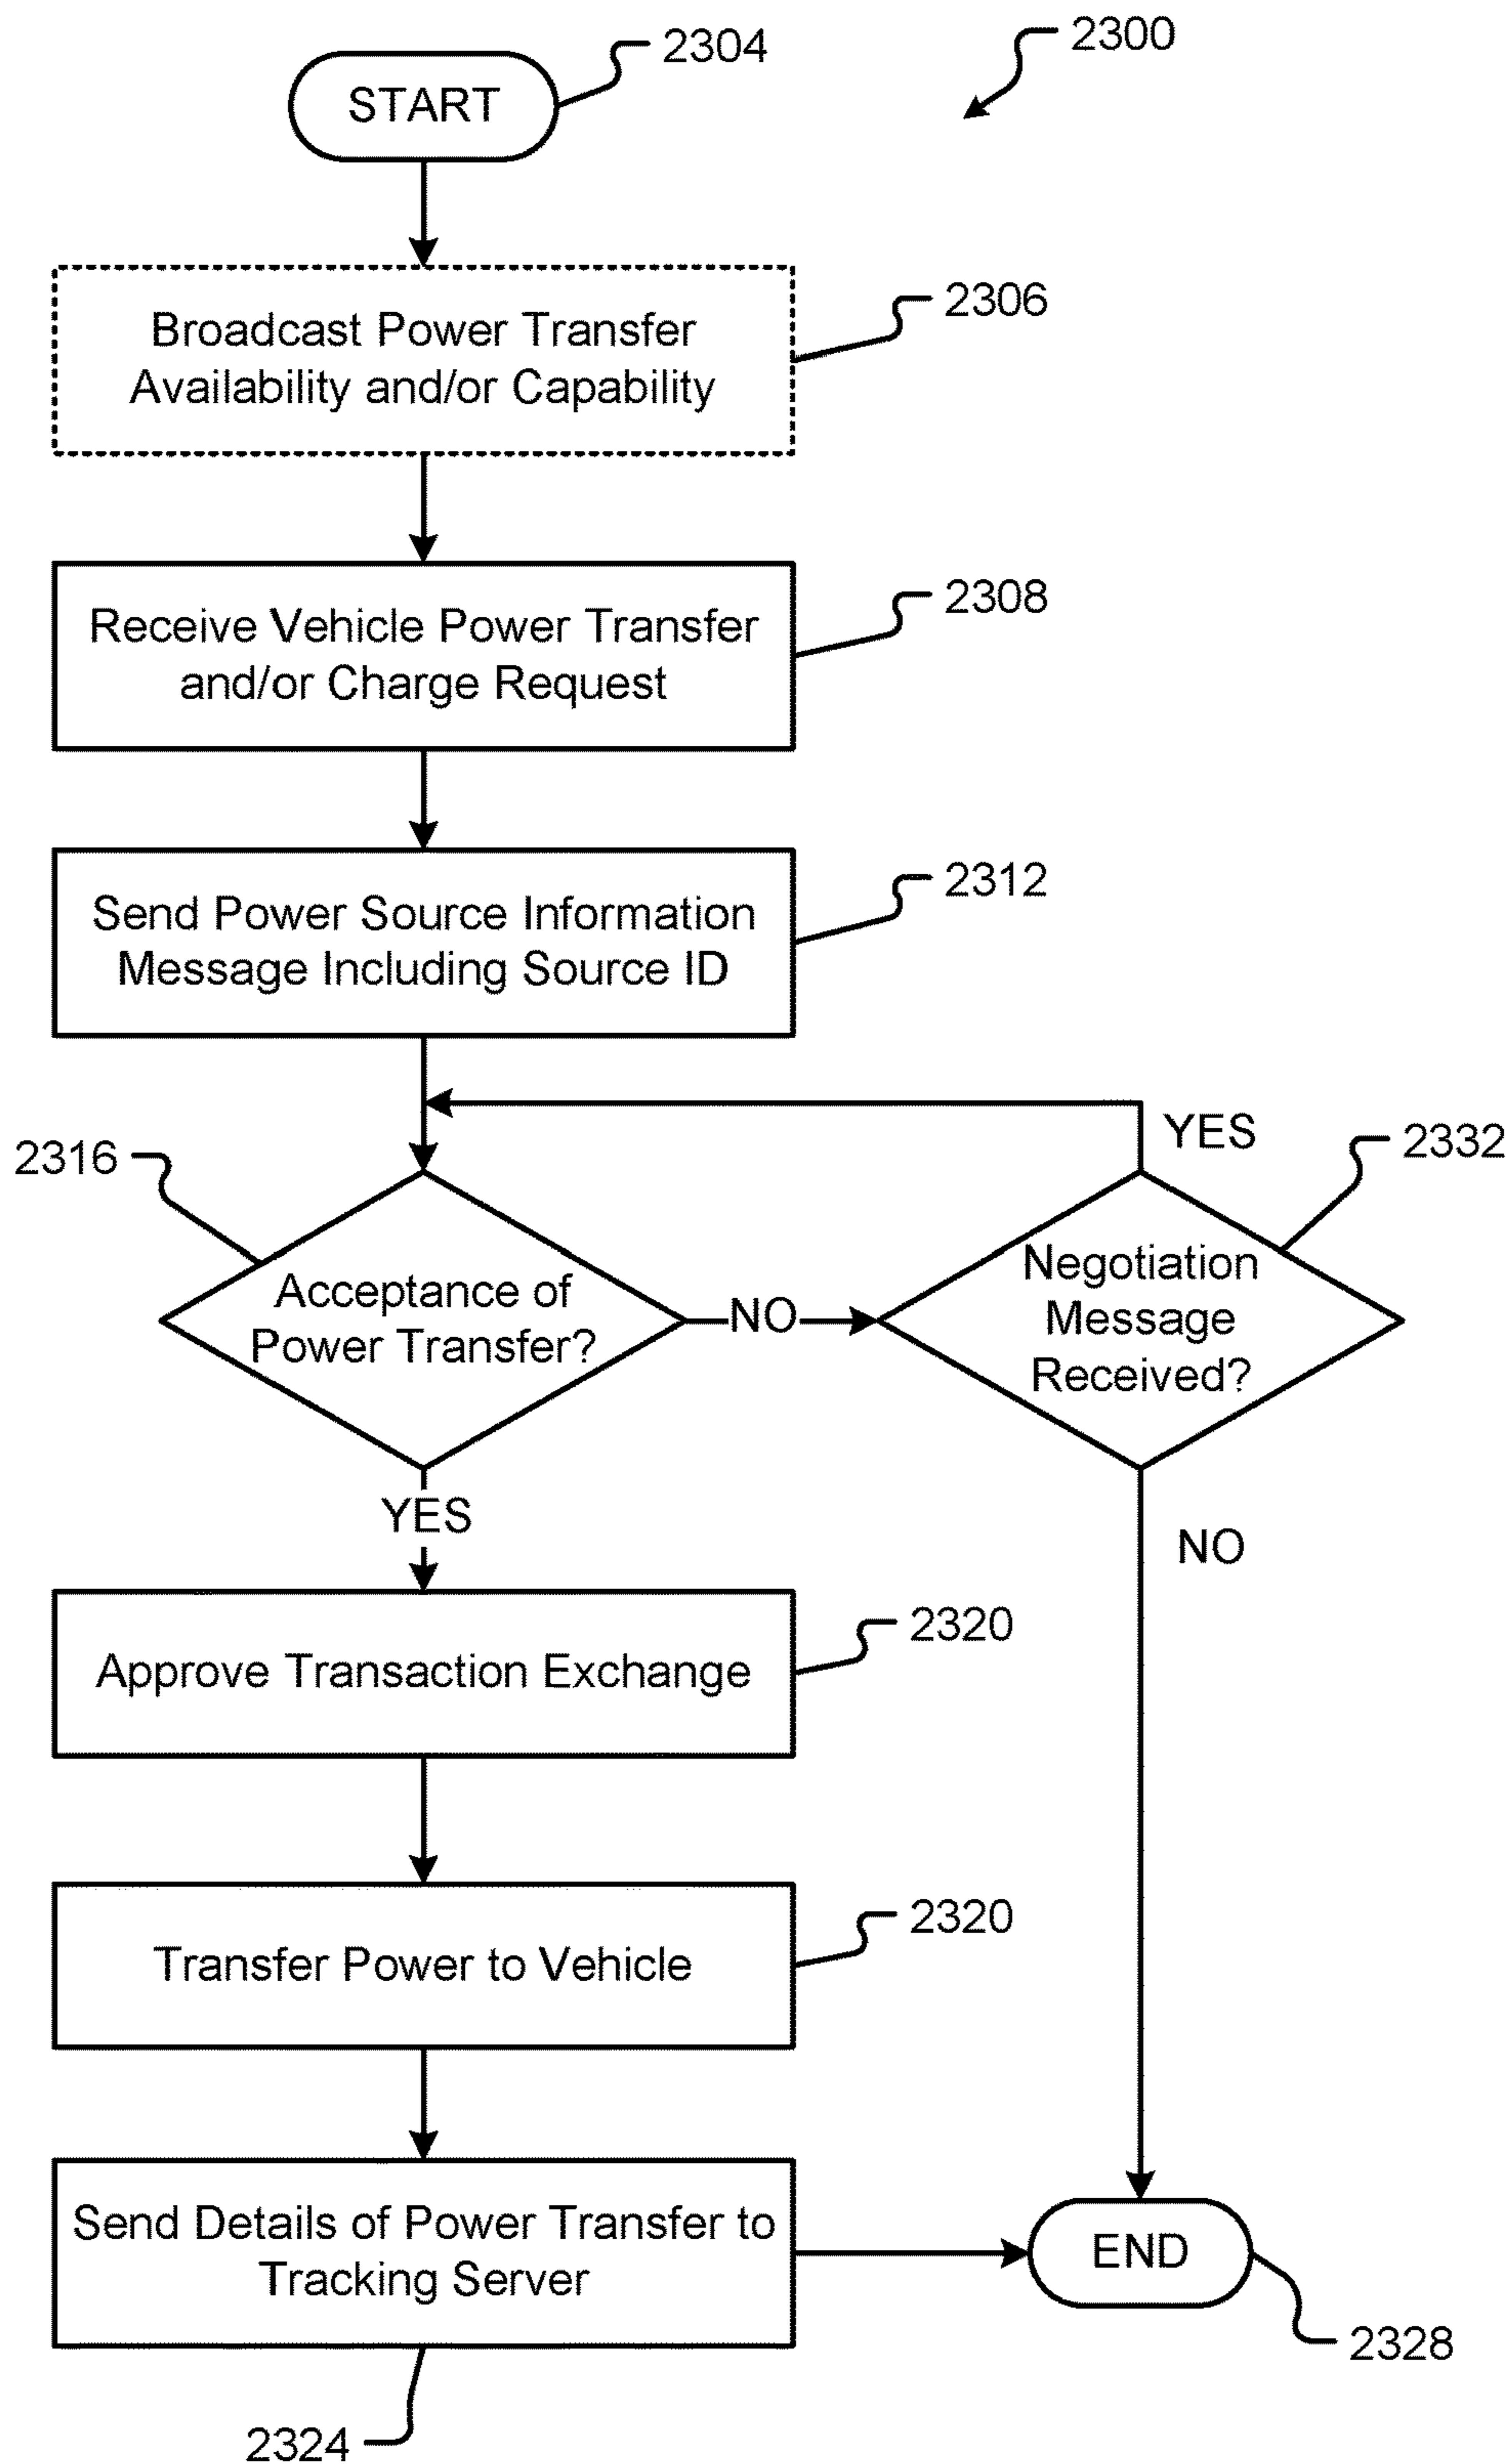 2300
START
2304
Broadcast Power Transfer
Availability and/or Capability
2306
Receive Vehicle Power Transfer
and/or Charge Request
2308
Send Power Source Information
Message Including Source ID
2312
2316
Acceptance of
Power Transfer?
NO
Negotiation
Message
Received?
2332
YES
YES
NO
Approve Transaction Exchange
2320
Transfer Power to Vehicle
2320
Send Details of Power Transfer to
Tracking Server
2324
END
2328